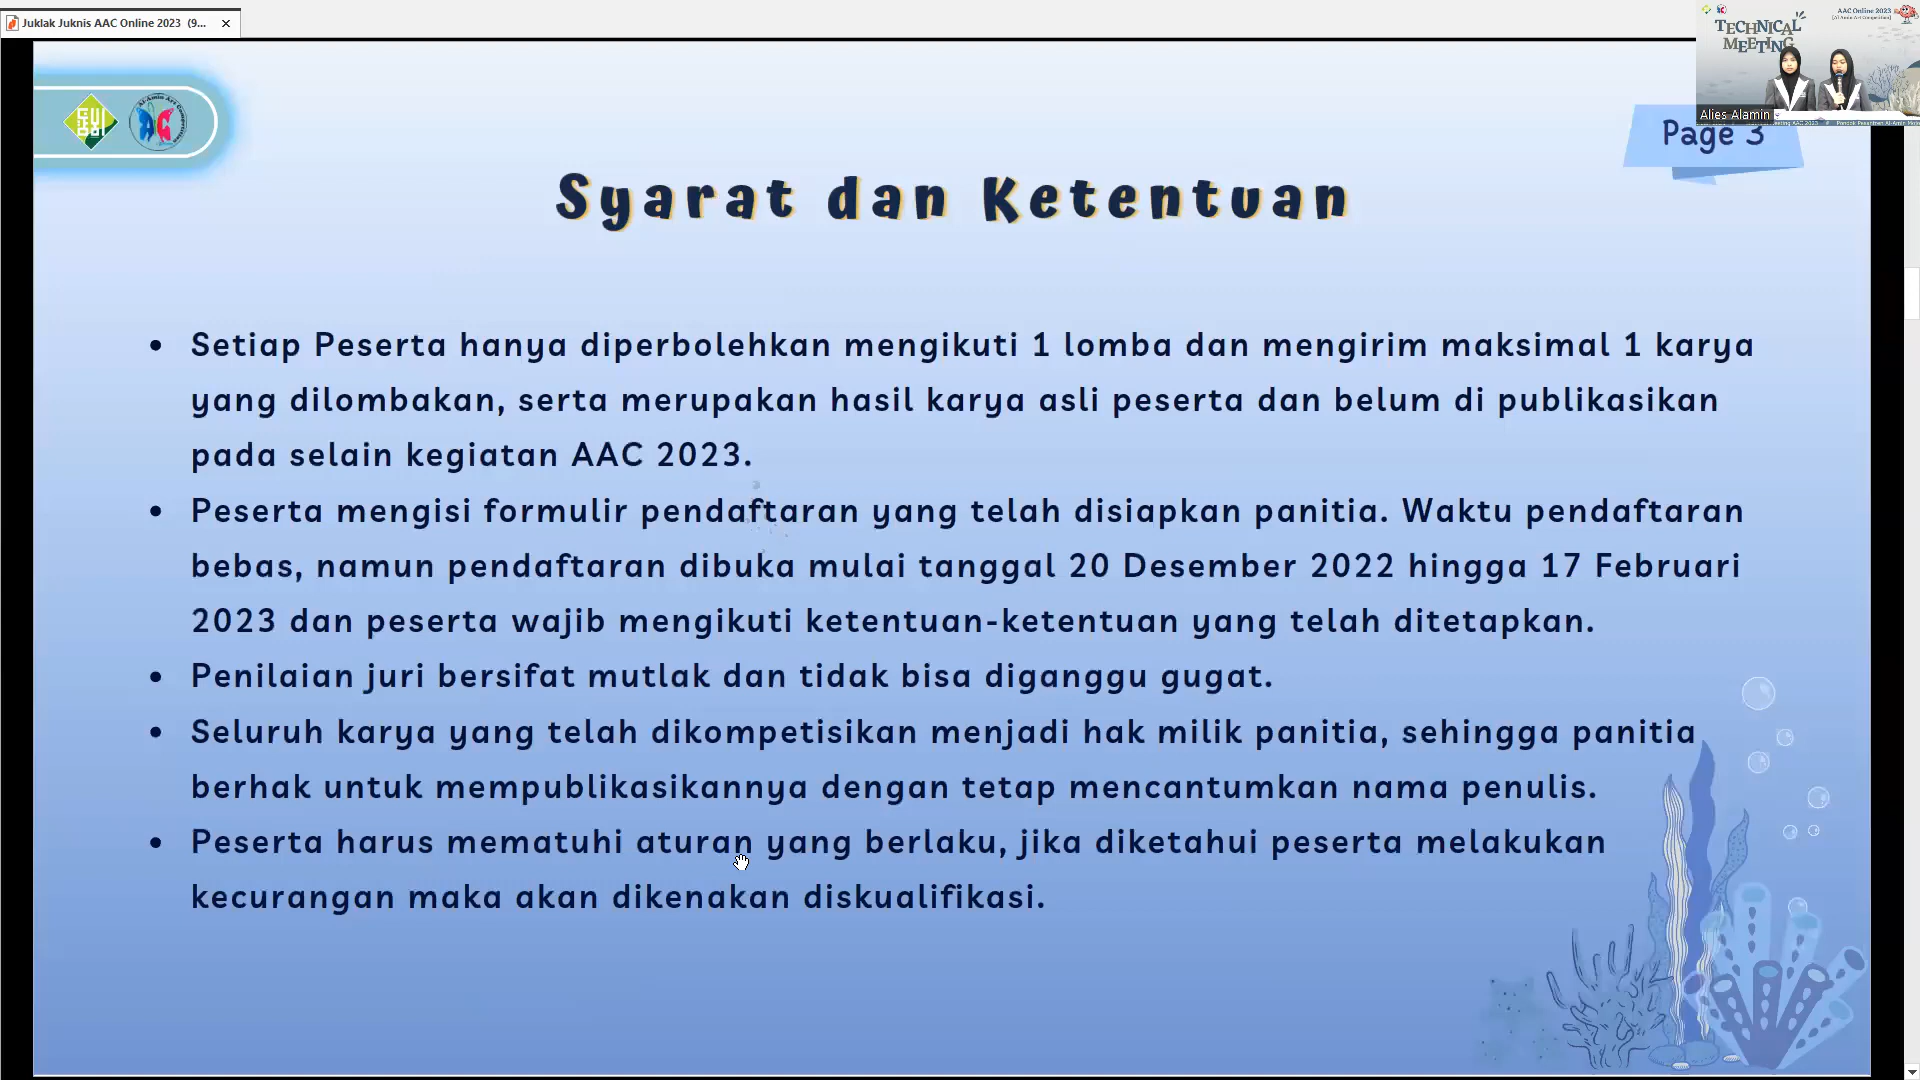 Juklak Juknis AAC Online 2023 (9...
AAC Online 2023
TECHNICAL
MEETING
Alies Alamin
Page 3
Syarat dan Ketentuan
• Setiap Peserta hanya diperbolehkan mengikuti 1 lomba dan mengirim maksimal 1 karya
yang dilombakan, serta merupakan hasil karya asli peserta dan belum di publikasikan
pada selain kegiatan AAC 2023.
• Peserta mengisi formulir pendaftaran yang telah disiapkan panitia. Waktu pendaftaran
bebas, namun pendaftaran dibuka mulai tanggal 20 Desember 2022 hingga 17 Februari
2023 dan peserta wajib mengikuti ketentuan-ketentuan yang telah ditetapkan.
• Penilaian juri bersifat mutlak dan tidak bisa diganggu gugat.
• Seluruh karya yang telah dikompetisikan menjadi hak milik panitia, sehingga panitia
berhak untuk mempublikasikannya dengan tetap mencantumkan nama penulis.
• Peserta harus mematuhi aturan yang berlaku, jika diketahui peserta melakukan
kecurangan maka akan dikenakan diskualifikasi.